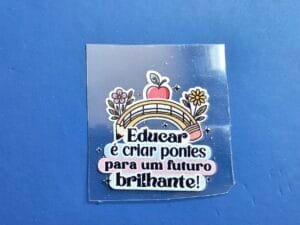 Educar
é criar pontes
para um futuro
brilhante!